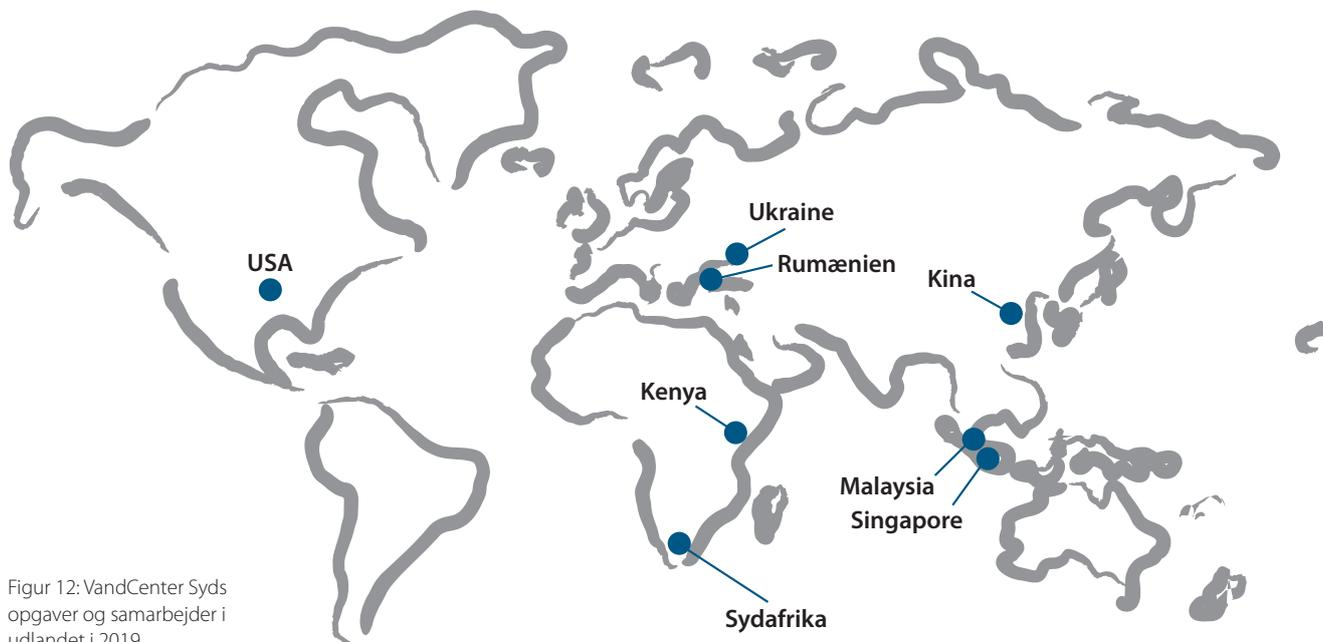 Ukraine
USA
Rumænien
Kina
Kenya
Malaysia
Singapore
Sydafrika
Figur 12: VandCenter Syds
opgaver og samarbejder i
udlandet i 2019